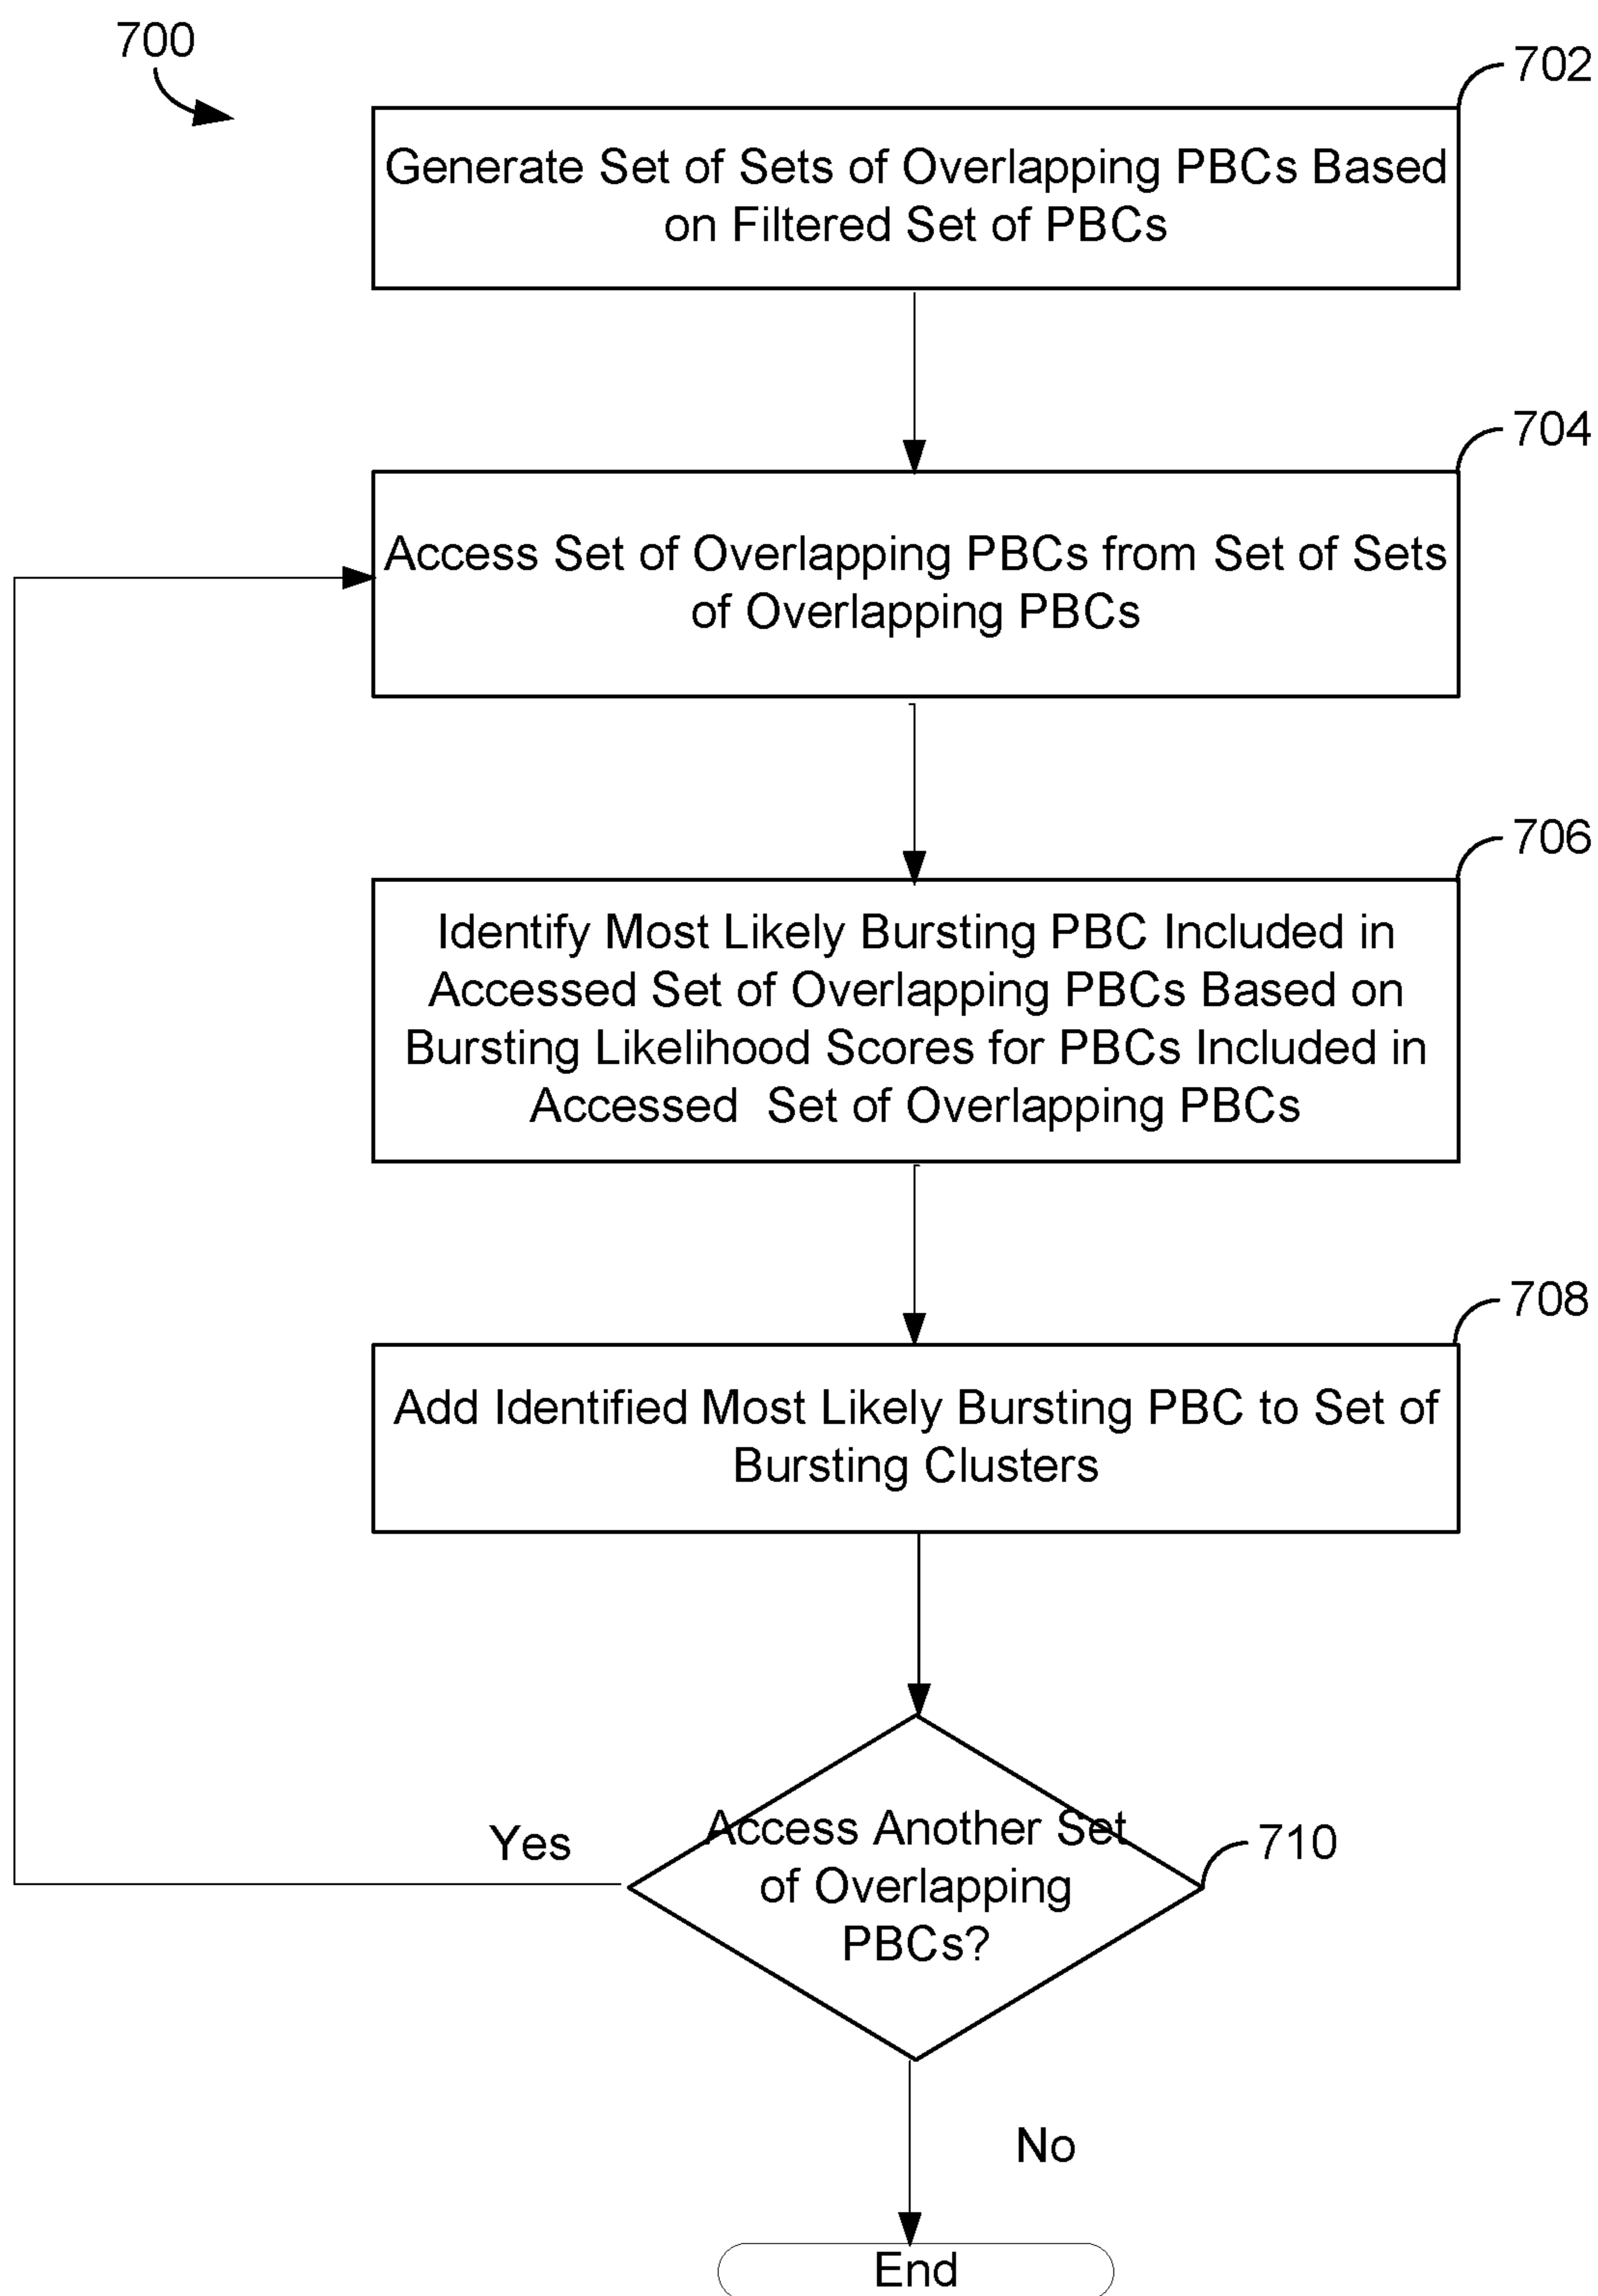 700
702
Generate Set of Sets of Overlapping PBCs Based
on Filtered Set of PBCs
704
Access Set of Overlapping PBCs from Set of Sets
of Overlapping PBCs
706
Identify Most Likely Bursting PBC Included in
Accessed Set of Overlapping PBCs Based on
Bursting Likelihood Scores for PBCs Included in
Accessed  Set of Overlapping PBCs
708
Add Identified Most Likely Bursting PBC to Set of
Bursting Clusters
Access Another Set
of Overlapping
PBCs?
710
Yes
No
End